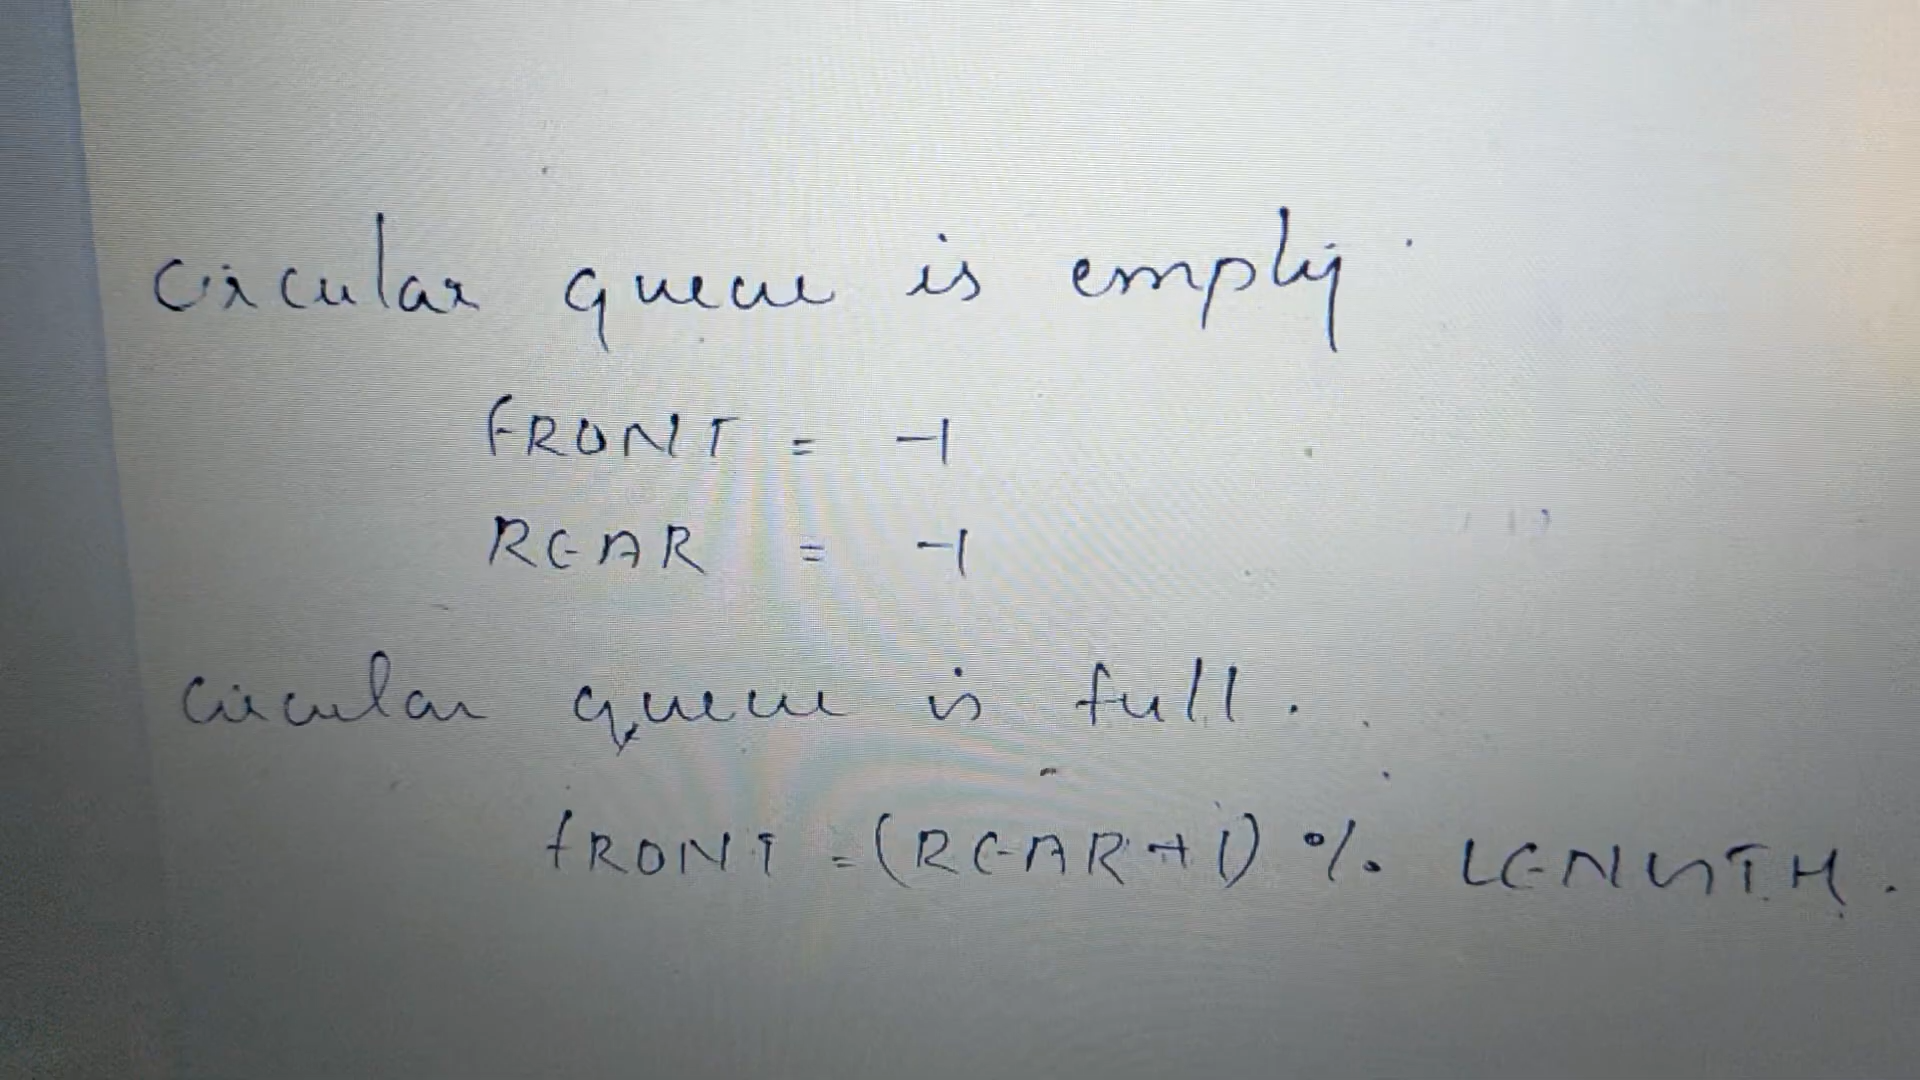 circular queue is empty.
FRONT = -1
REAR = -1
circular queue is full.
FRONT = (REAR+1) % LENGTH.